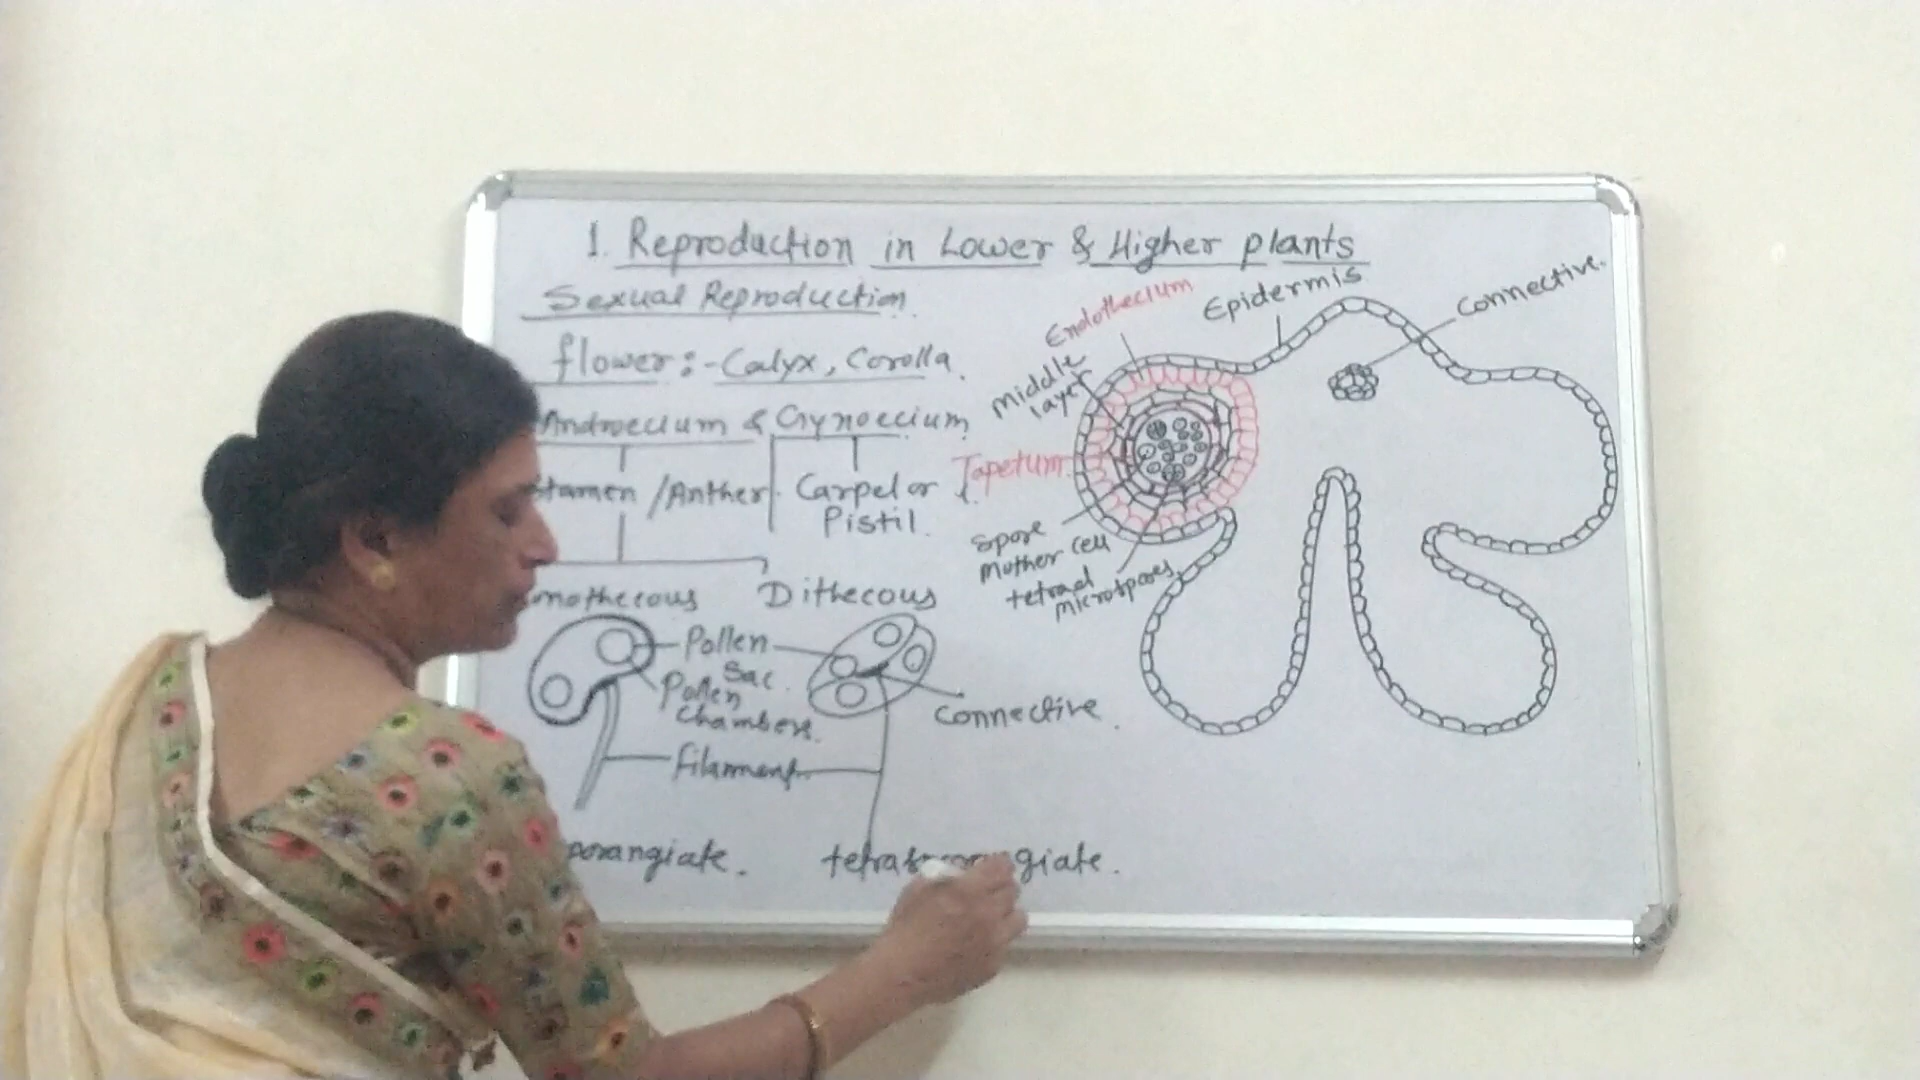 1. Reproduction in Lower & Higher plants
Sexual Reproduction
flower :- Calyx, Corolla
Androecium & Gynoecium
Stamen / Anther
Carpel or
Pistil.
Dithecous
Pollen
Sac
Pollen
Chambers.
Filament
Connective
porangiate.
Endothecium
Epidermis
Connective.
Middle
layer
Tapetum
Spore
Mother cell
tetrad
microspores